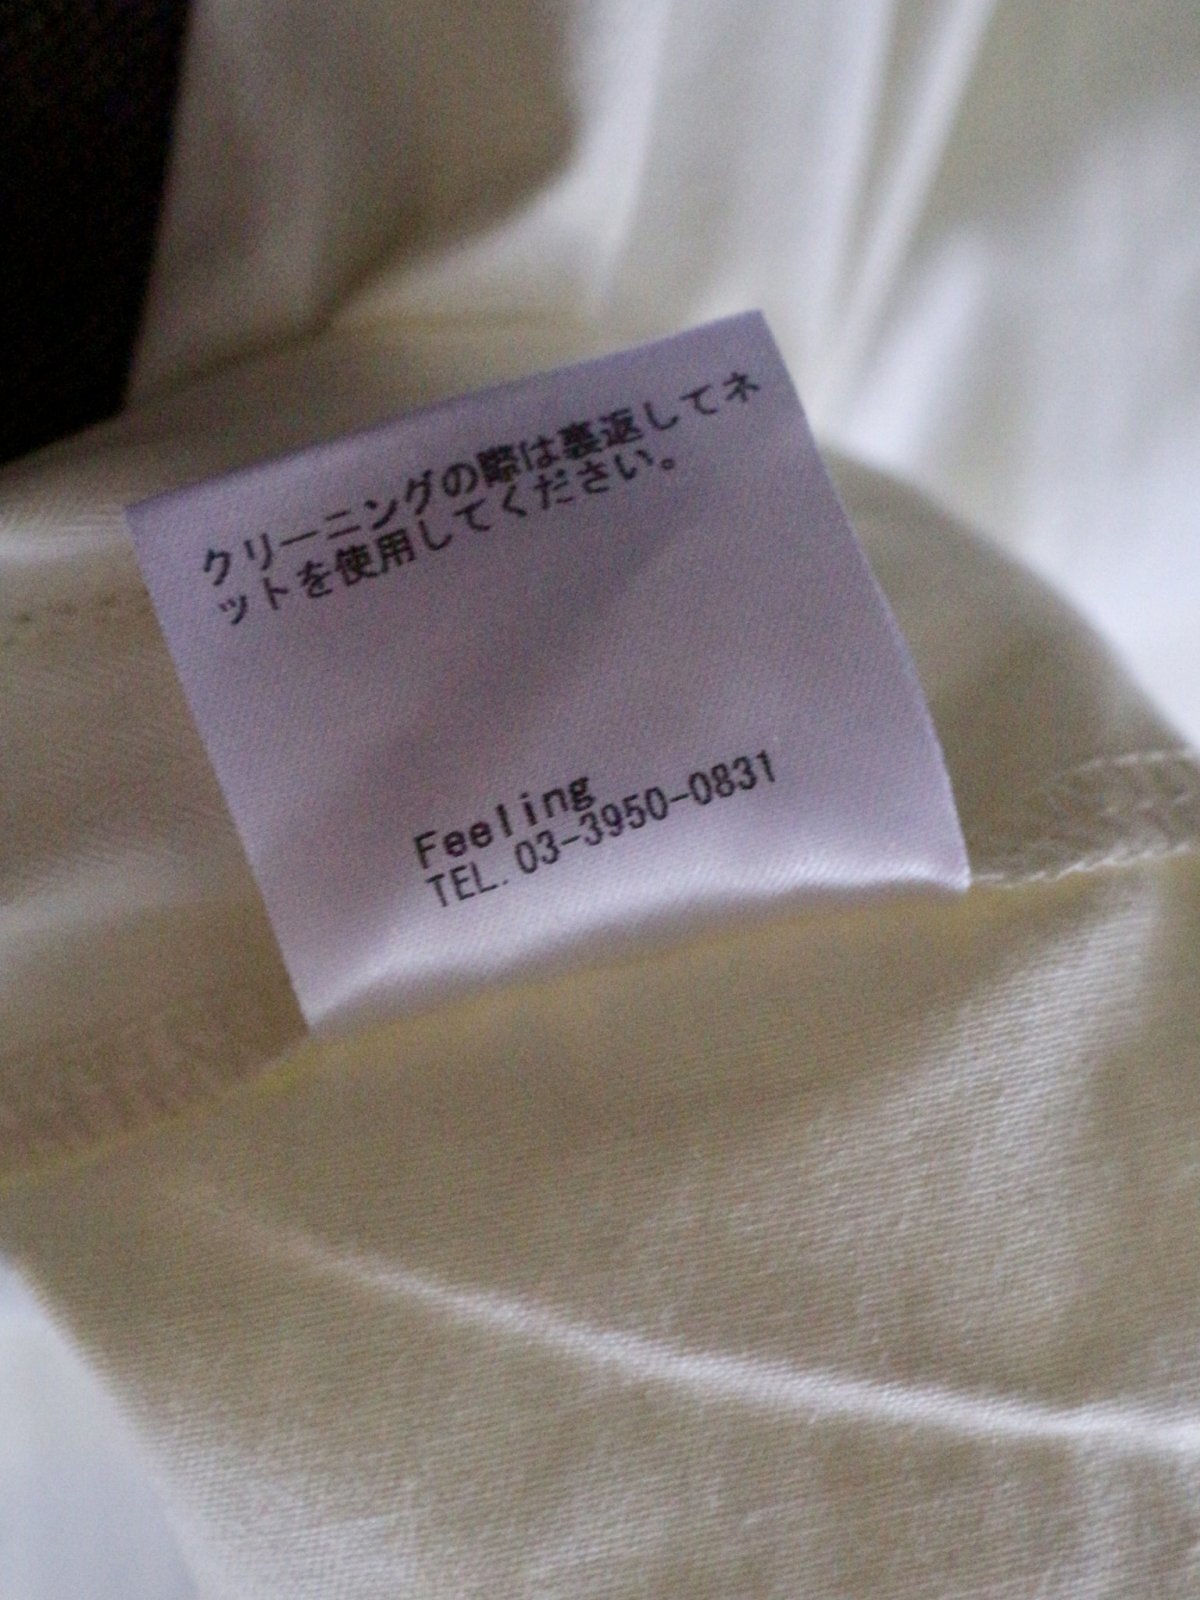 クリーニングの際は裏返してネ
ットを使用してください。
Feeling
TEL. 03-3950-0831